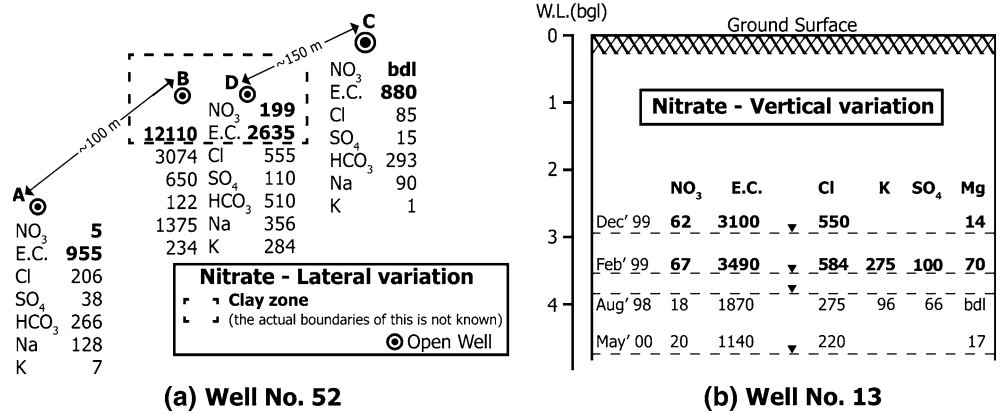 C
B
D
A
~100 m
~150 m
NO3 199
12110 E.C. 2635
3074 Cl 555
650 SO4 110
122 HCO3 510
1375 Na 356
234 K 284
NO3 bdl
E.C. 880
Cl 85
SO4 15
HCO3 293
Na 90
K 1
NO3 5
E.C. 955
Cl 206
SO4 38
HCO3 266
Na 128
K 7
Nitrate - Lateral variation
Clay zone
(the actual boundaries of this is not known)
Open Well
(a) Well No. 52
W.L.(bgl)
Ground Surface
0
1
2
3
4
Nitrate - Vertical variation
NO3 E.C. Cl K SO4 Mg
Dec' 99 62 3100 550 14
Feb' 99 67 3490 584 275 100 70
Aug' 98 18 1870 275 96 66 bdl
May' 00 20 1140 220 17
(b) Well No. 13